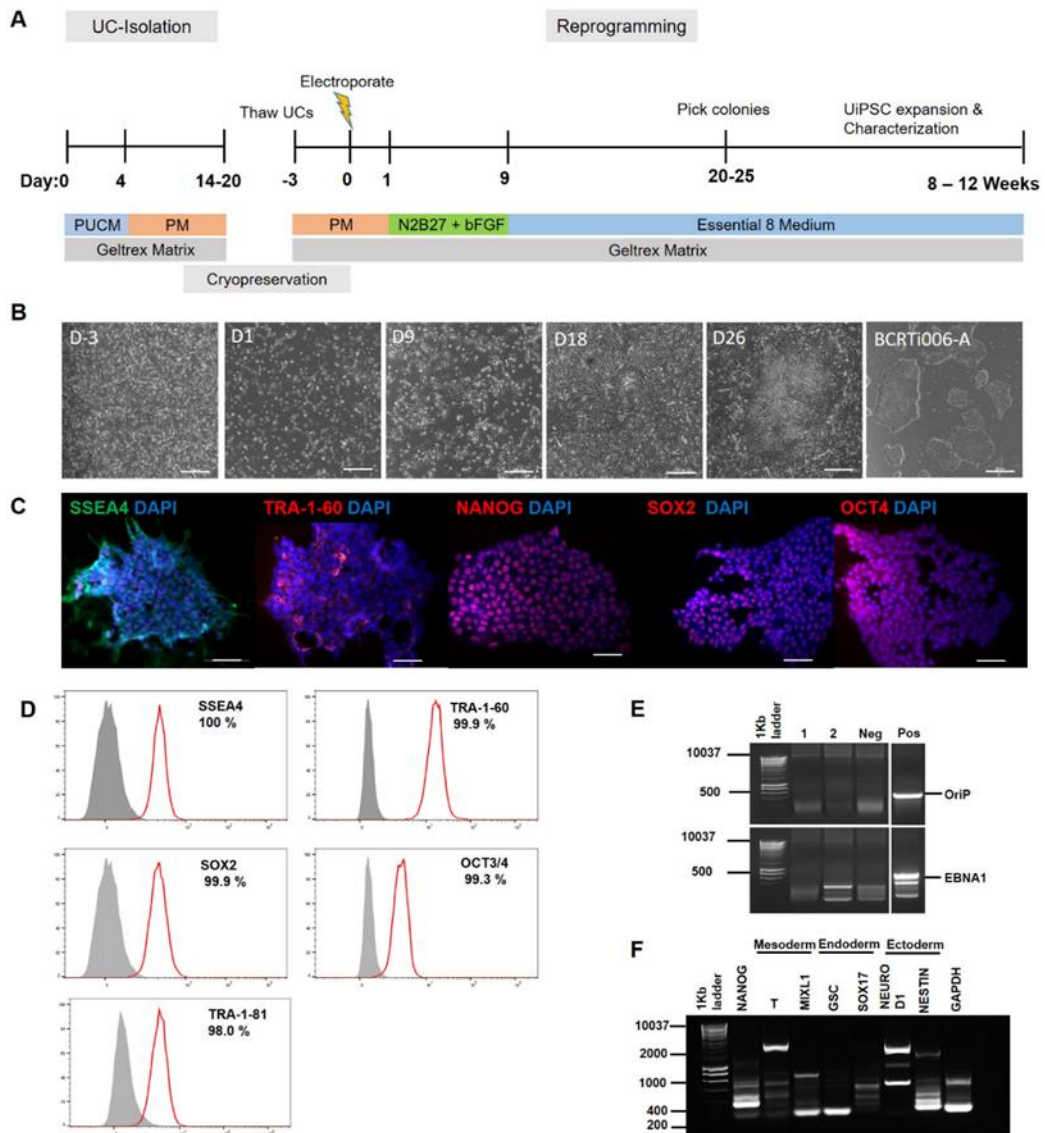 A
UC-Isolation
Reprogramming
Electroporate
Thaw UCs
Pick colonies
UiPSC expansion &
Characterization
Day:0
4
14-20
-3
0
1
9
20-25
8 – 12 Weeks
PUCM
PM
PM
N2B27 + bFGF
Essential 8 Medium
Geltrex Matrix
Geltrex Matrix
Cryopreservation
B
D-3
D1
D9
D18
D26
BCRTi006-A
C
SSEA4 DAPI
TRA-1-60 DAPI
NANOG DAPI
SOX2 DAPI
OCT4 DAPI
D
SSEA4
100 %
TRA-1-60
99.9 %
SOX2
99.9 %
OCT3/4
99.3 %
TRA-1-81
98.0 %
E
1Kb
ladder
1
2
Neg
Pos
10037
500
OriP
10037
500
EBNA1
F
Mesoderm
Endoderm
Ectoderm
1Kb
ladder
NANOG
T
MIXL1
GSC
SOX17
NEURO
D1
NESTIN
GAPDH
10037
2000
1000
400
200